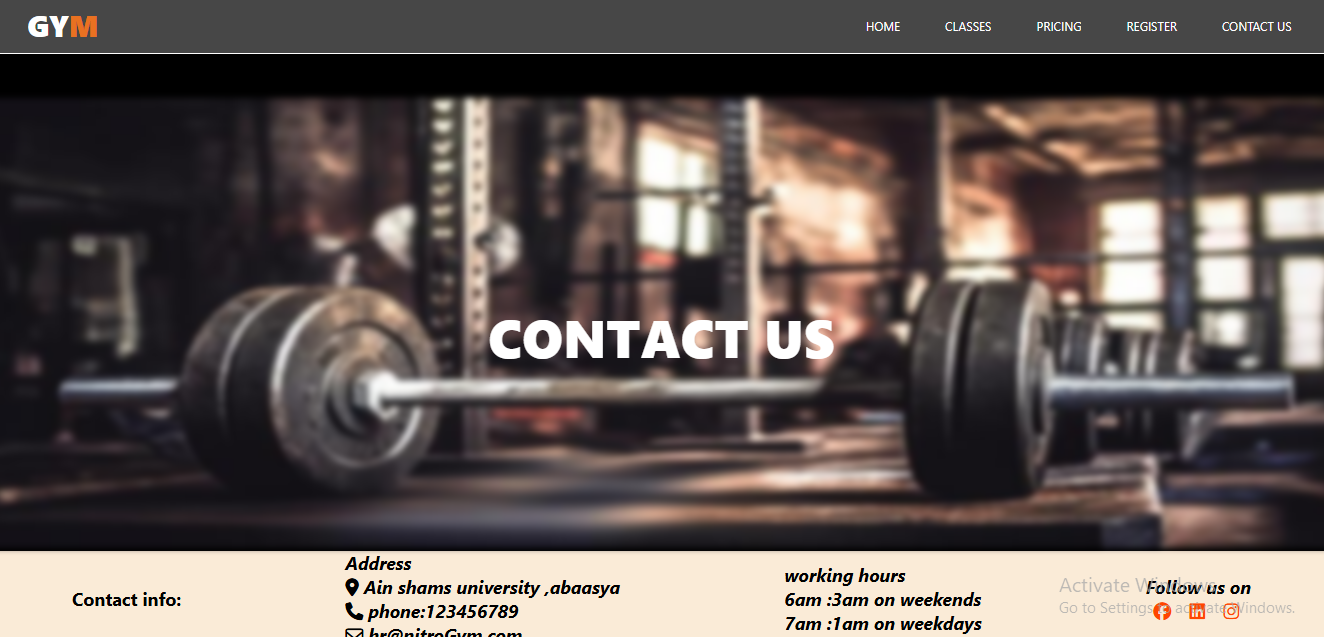 GYM
HOME CLASSES PRICING REGISTER CONTACT US
CONTACT US
Contact info:
Address
Ain shams university ,abaasya
phone:123456789
hr@nitroGym.com
working hours
6am :3am on weekends
7am :1am on weekdays
Follow us on
Activate Windows
Go to Settings to activate Windows.